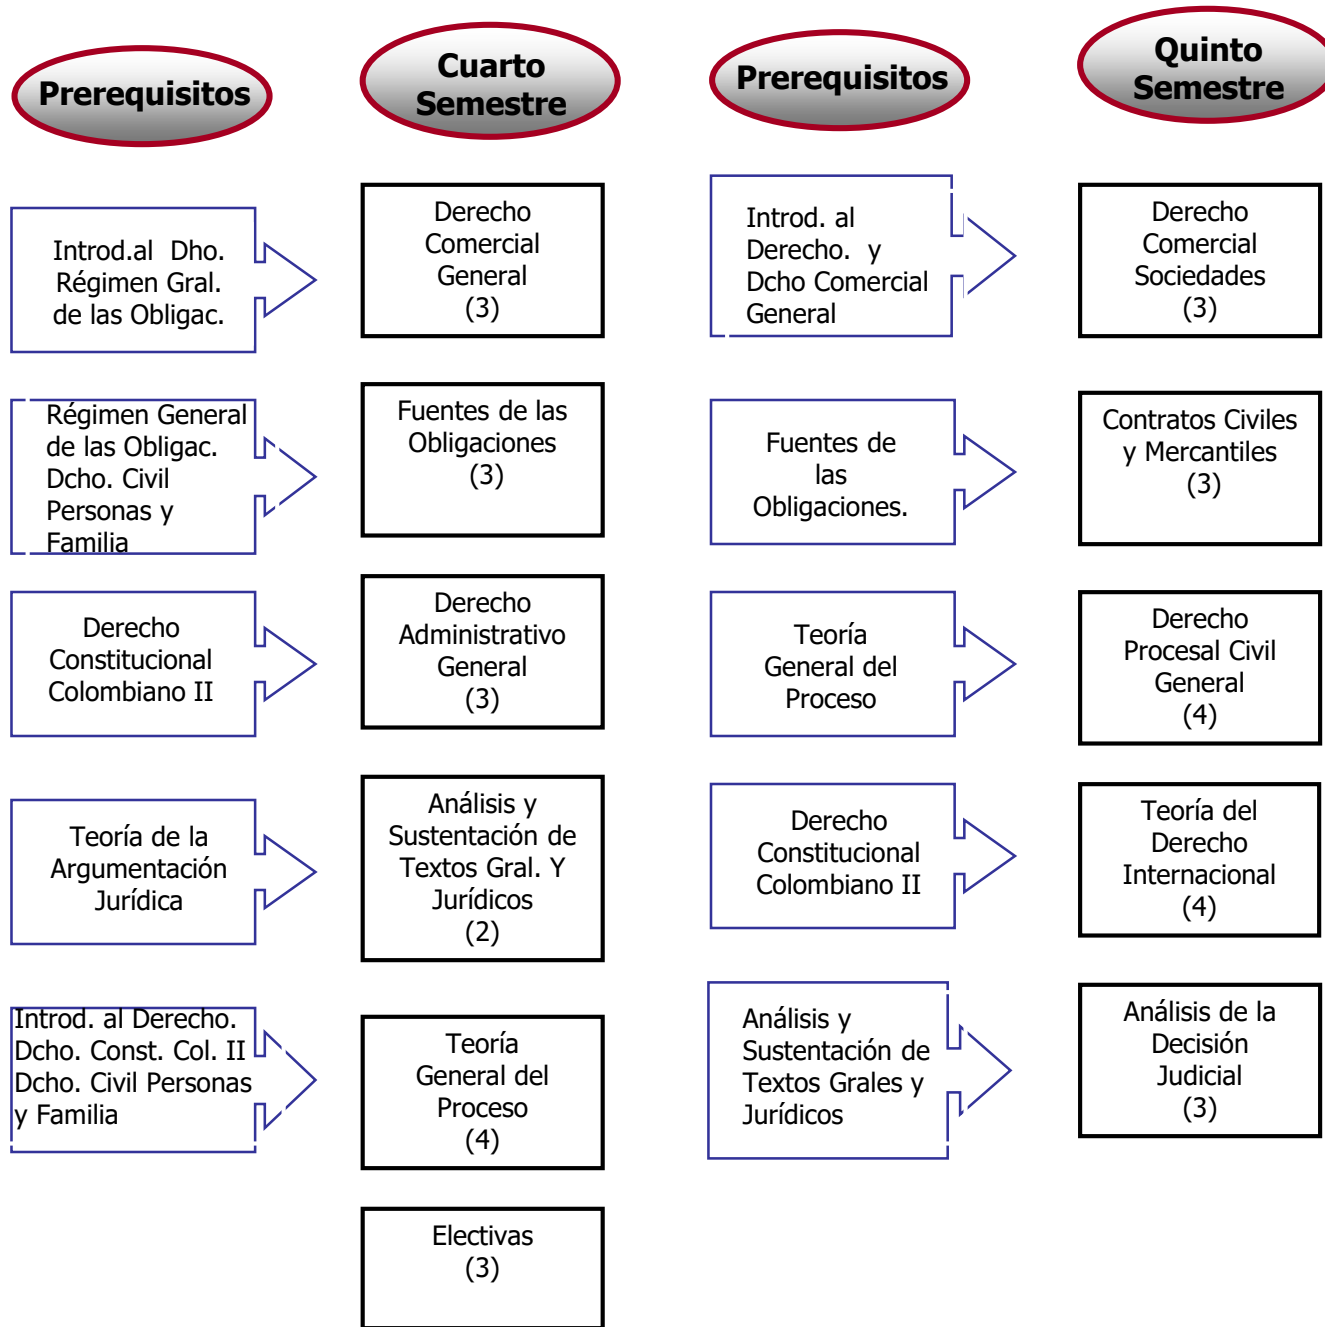 Prerequisitos
Cuarto
Semestre
Prerequisitos
Quinto
Semestre
Introd.al Dho.
Régimen Gral.
de las Obligac.
Derecho
Comercial
General
(3)
Introd. al
Derecho. y
Dcho Comercial
General
Derecho
Comercial
Sociedades
(3)
Régimen General
de las Obligac.
Dcho. Civil
Personas y
Familia
Fuentes de las
Obligaciones
(3)
Fuentes de
las
Obligaciones.
Contratos Civiles
y Mercantiles
(3)
Derecho
Constitucional
Colombiano II
Derecho
Administrativo
General
(3)
Teoría
General del
Proceso
Derecho
Procesal Civil
General
(4)
Teoría de la
Argumentación
Jurídica
Análisis y
Sustentación de
Textos Gral. Y
Jurídicos
(2)
Derecho
Constitucional
Colombiano II
Teoría del
Derecho
Internacional
(4)
Introd. al Derecho.
Dcho. Const. Col. II
Dcho. Civil Personas
y Familia
Teoría
General del
Proceso
(4)
Análisis y
Sustentación de
Textos Grales y
Jurídicos
Análisis de la
Decisión
Judicial
(3)
Electivas
(3)